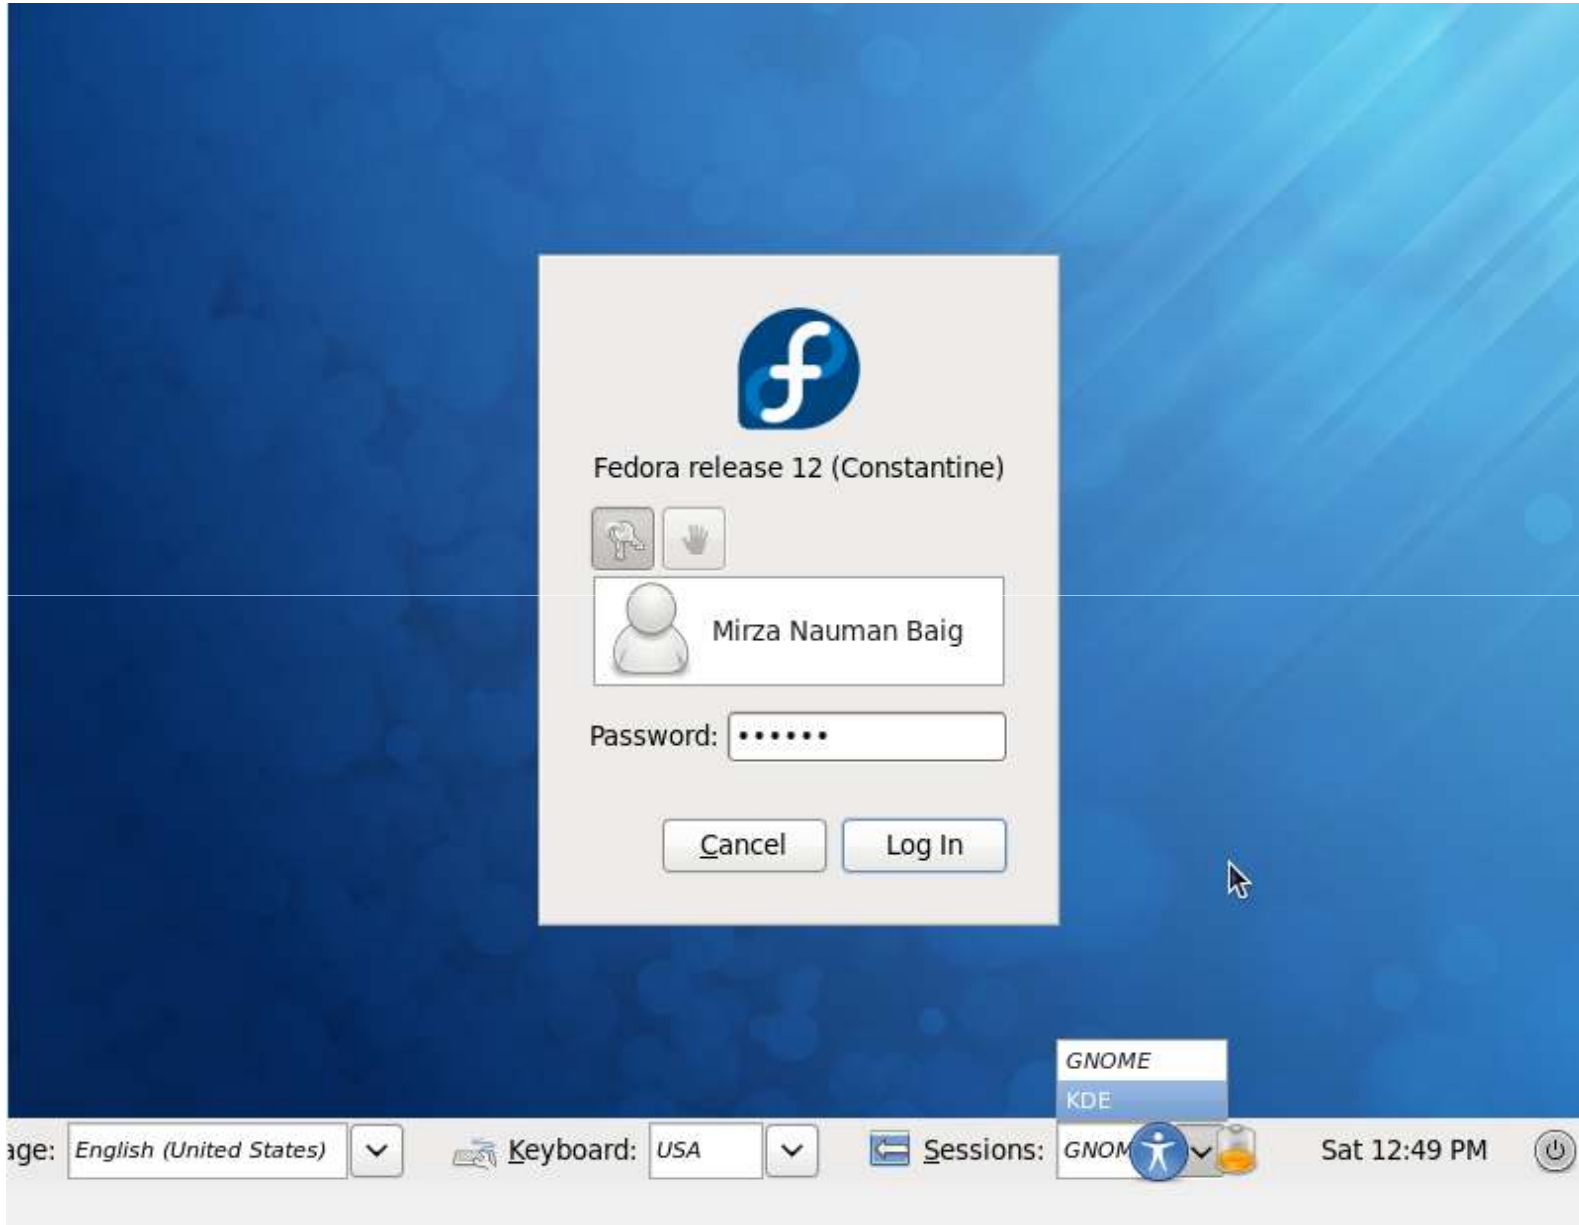 Fedora release 12 (Constantine)
Mirza Nauman Baig
Password: ••••••
Cancel Log In
GNOME
KDE
age: English (United States) Keyboard: USA Sessions: GNOM Sat 12:49 PM